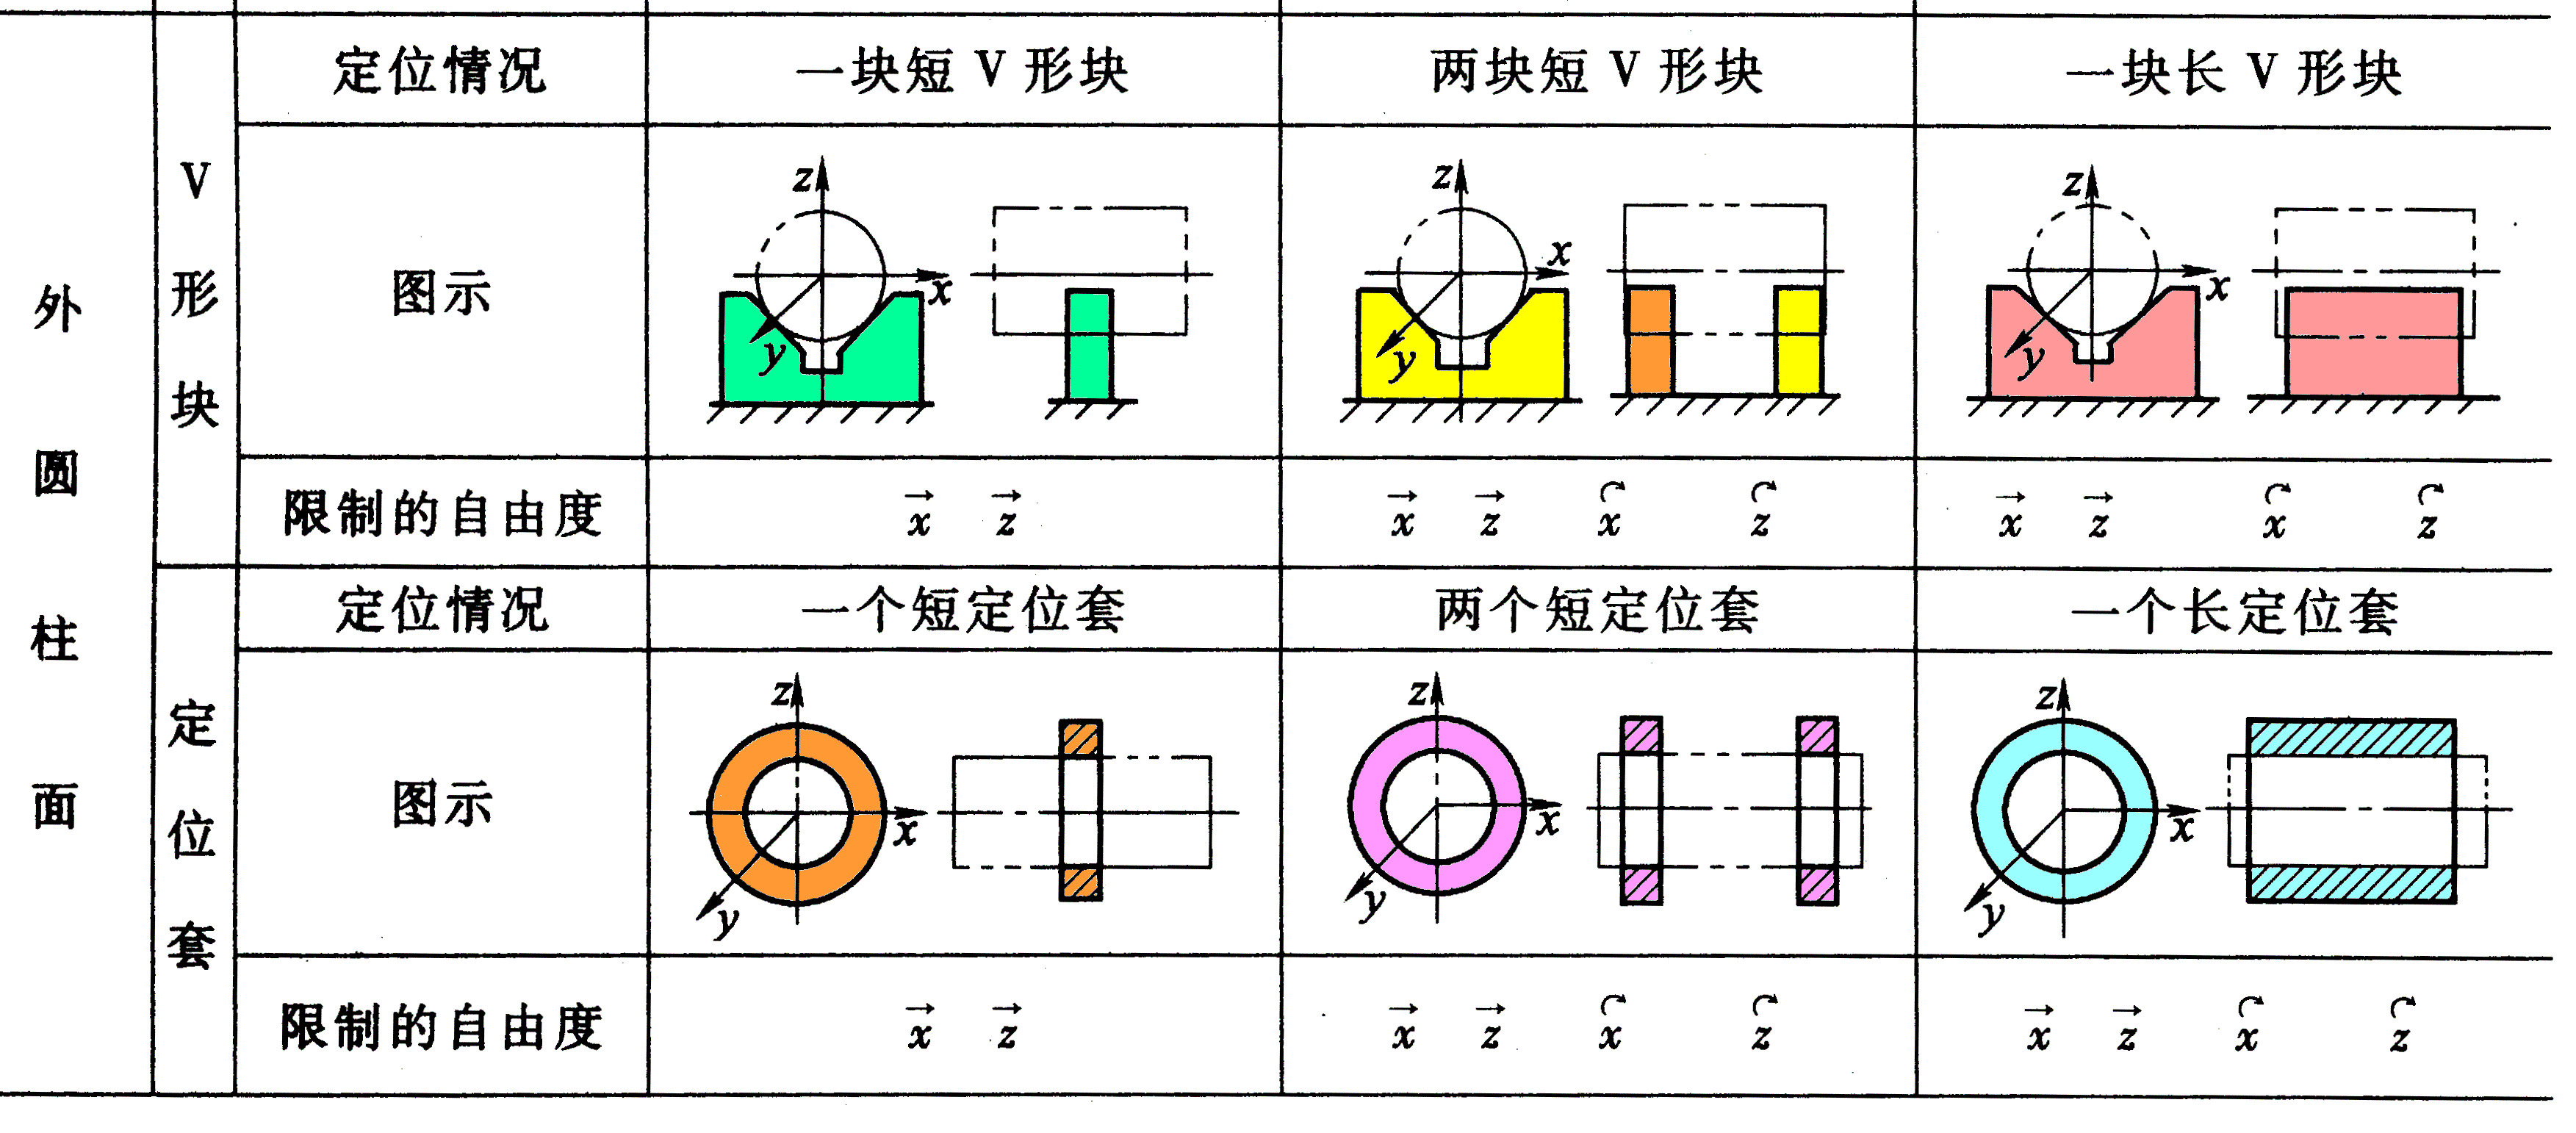 外圆柱面
V形块
定位情况 一块短 V 形块 两块短 V 形块 一块长 V 形块
图示
z x y
z x y
z x y
限制的自由度 x⃗ z⃗ x⃗ z⃗ x↷ z↷ x⃗ z⃗ x↷ z↷
定位套
定位情况 一个短定位套 两个短定位套 一个长定位套
图示
z x y
z x y
z x y
限制的自由度 x⃗ z⃗ x⃗ z⃗ x↷ z↷ x⃗ z⃗ x↷ z↷